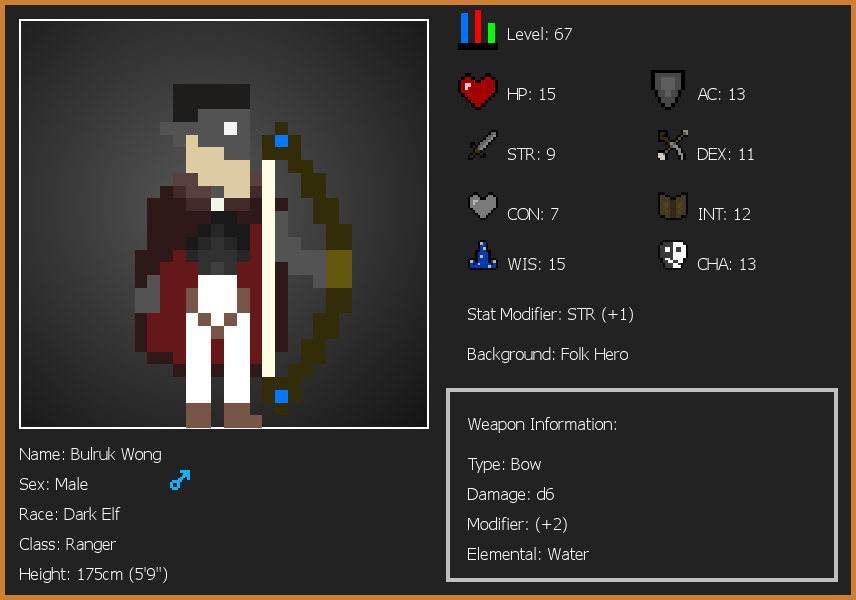 Level: 67
HP: 15
AC: 13
STR: 9
DEX: 11
CON: 7
INT: 12
WIS: 15
CHA: 13
Stat Modifier: STR (+1)
Background: Folk Hero
Weapon Information:
Type: Bow
Damage: d6
Modifier: (+2)
Elemental: Water
Name: Bulruk Wong
Sex: Male
Race: Dark Elf
Class: Ranger
Height: 175cm (5'9")